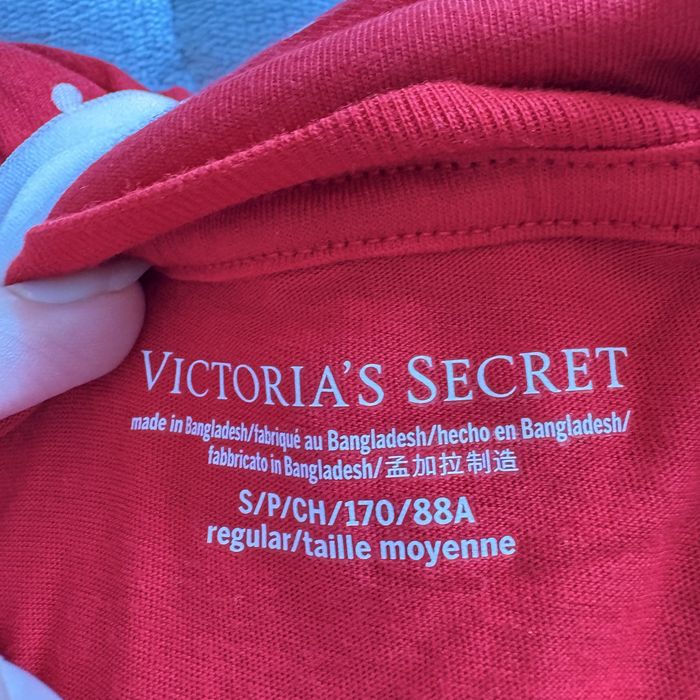 VICTORIA'S SECRET
made in Bangladesh/fabriqué au Bangladesh/hecho en Bangladesh/
fabbricato in Bangladesh/孟加拉制造
S/P/CH/170/88A
regular/taille moyenne